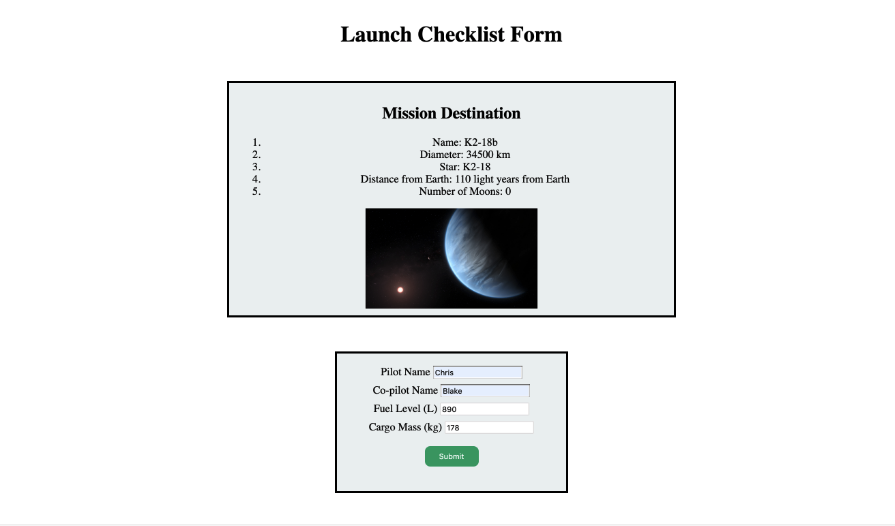 Launch Checklist Form
Mission Destination
1. Name: K2-18b
2. Diameter: 34500 km
3. Star: K2-18
4. Distance from Earth: 110 light years from Earth
5. Number of Moons: 0
Pilot Name Chris
Co-pilot Name Blake
Fuel Level (L) 890
Cargo Mass (kg) 178
Submit